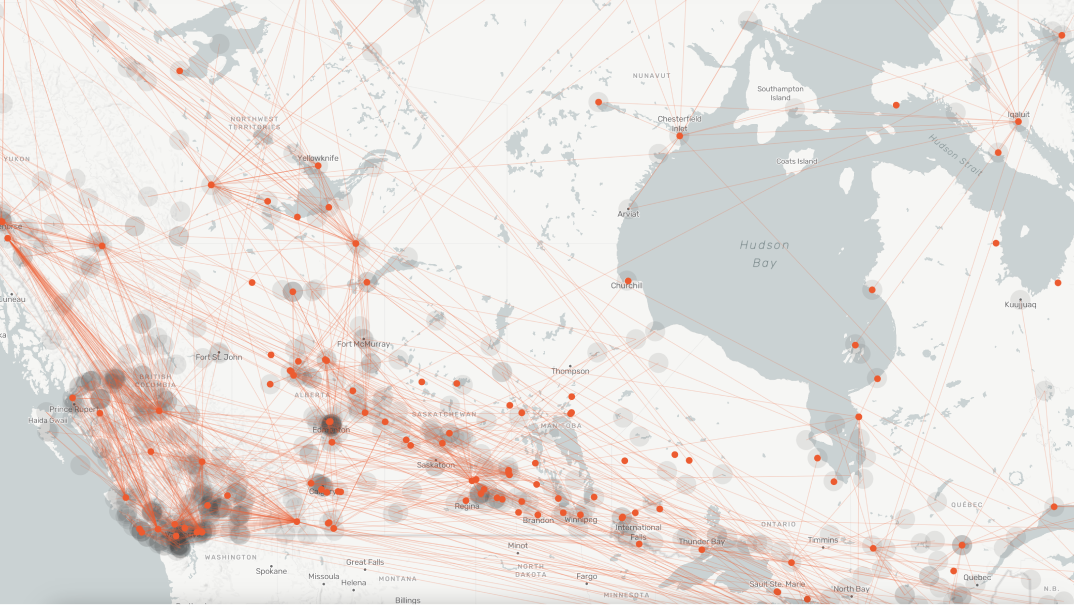 NUNAVUT
Southampton
Island
NORTHWEST
TERRITORIES
Chesterfield
Inlet
Iqaluit
Hudson Strait
YUKON
Yellowknife
Coats Island
Arviat
Hudson
Bay
Churchill
Kuujjuaq
Fort St. John
Fort McMurray
Thompson
BRITISH
COLUMBIA
ALBERTA
Prince Rupert
Haida Gwaii
SASKATCHEWAN
MANITOBA
Edmonton
Saskatoon
Calgary
Regina
Brandon
Winnipeg
International
Falls
QUÉBEC
ONTARIO
Thunder Bay
Timmins
Minot
WASHINGTON
Spokane
Great Falls
Missoula
MONTANA
Helena
NORTH
DAKOTA
Fargo
Sault Ste. Marie
North Bay
Quebec
N.B.
MINNESOTA
Billings